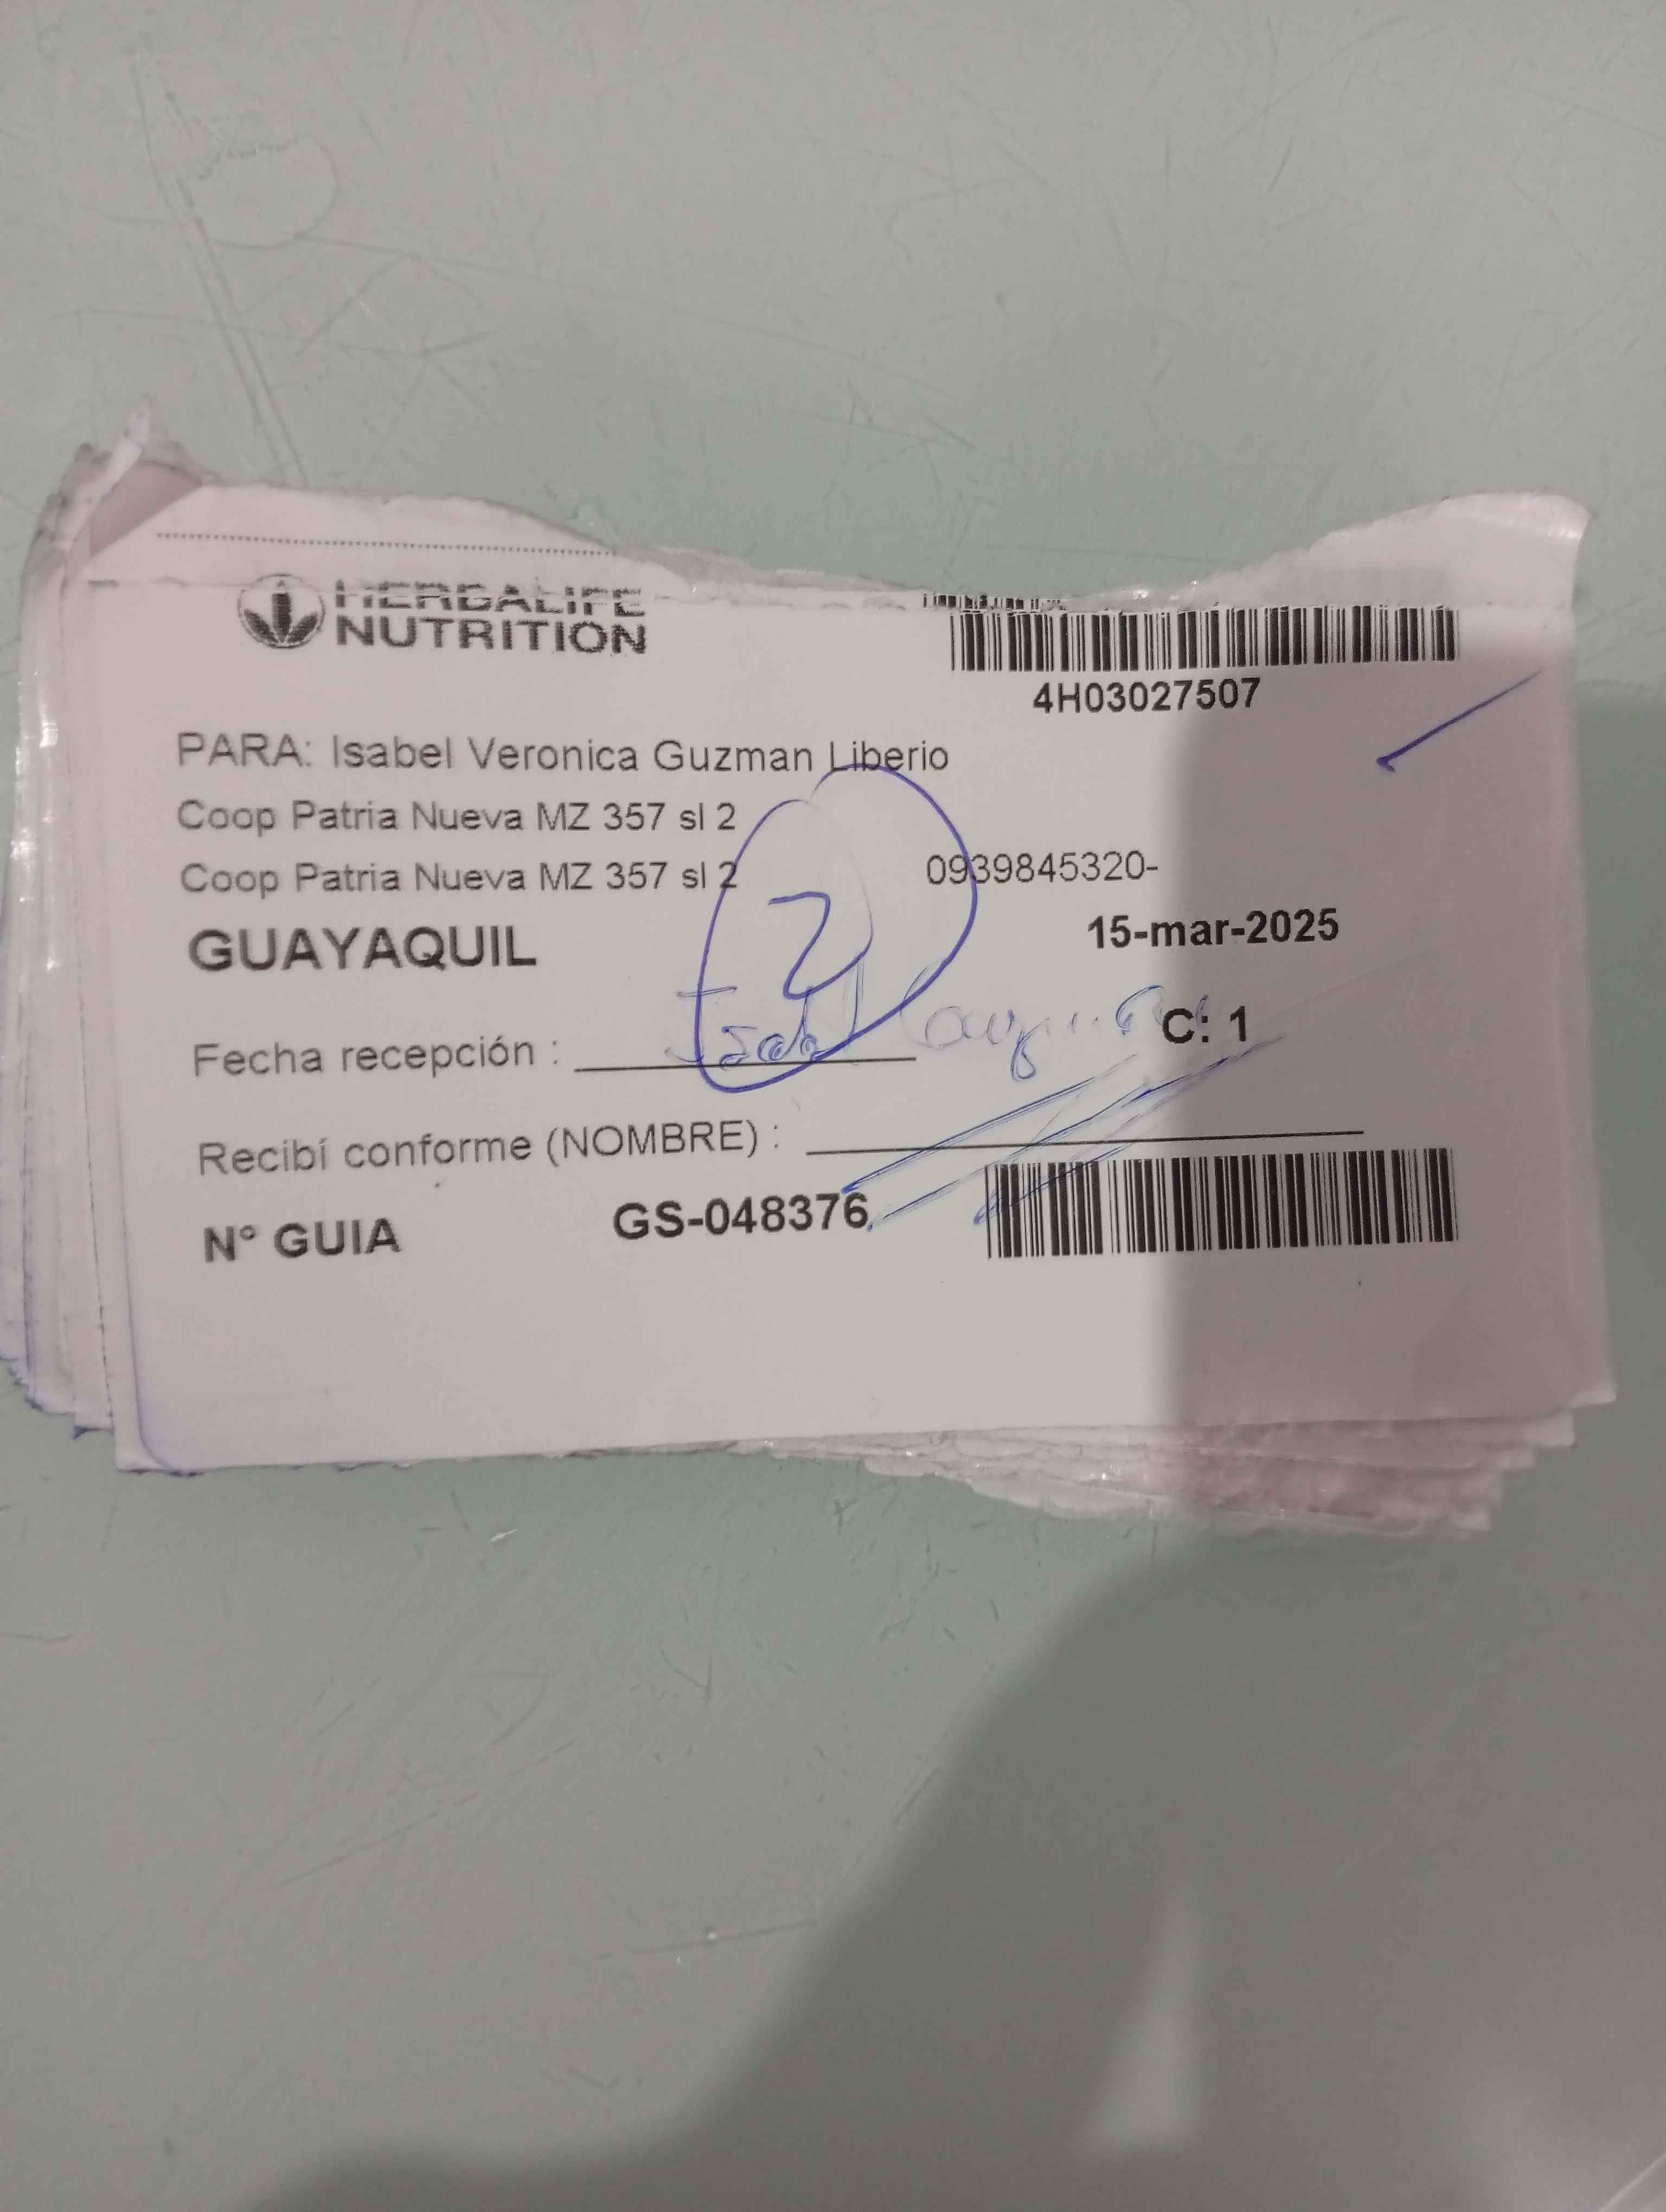 HERBALIFE
NUTRITION
4H03027507
PARA: Isabel Veronica Guzman Liberio
Coop Patria Nueva MZ 357 sl 2
Coop Patria Nueva MZ 357 sl 2
0939845320-
GUAYAQUIL
15-mar-2025
2
C: 1
Fecha recepción :
Recibí conforme (NOMBRE) :
N° GUIA
GS-048376